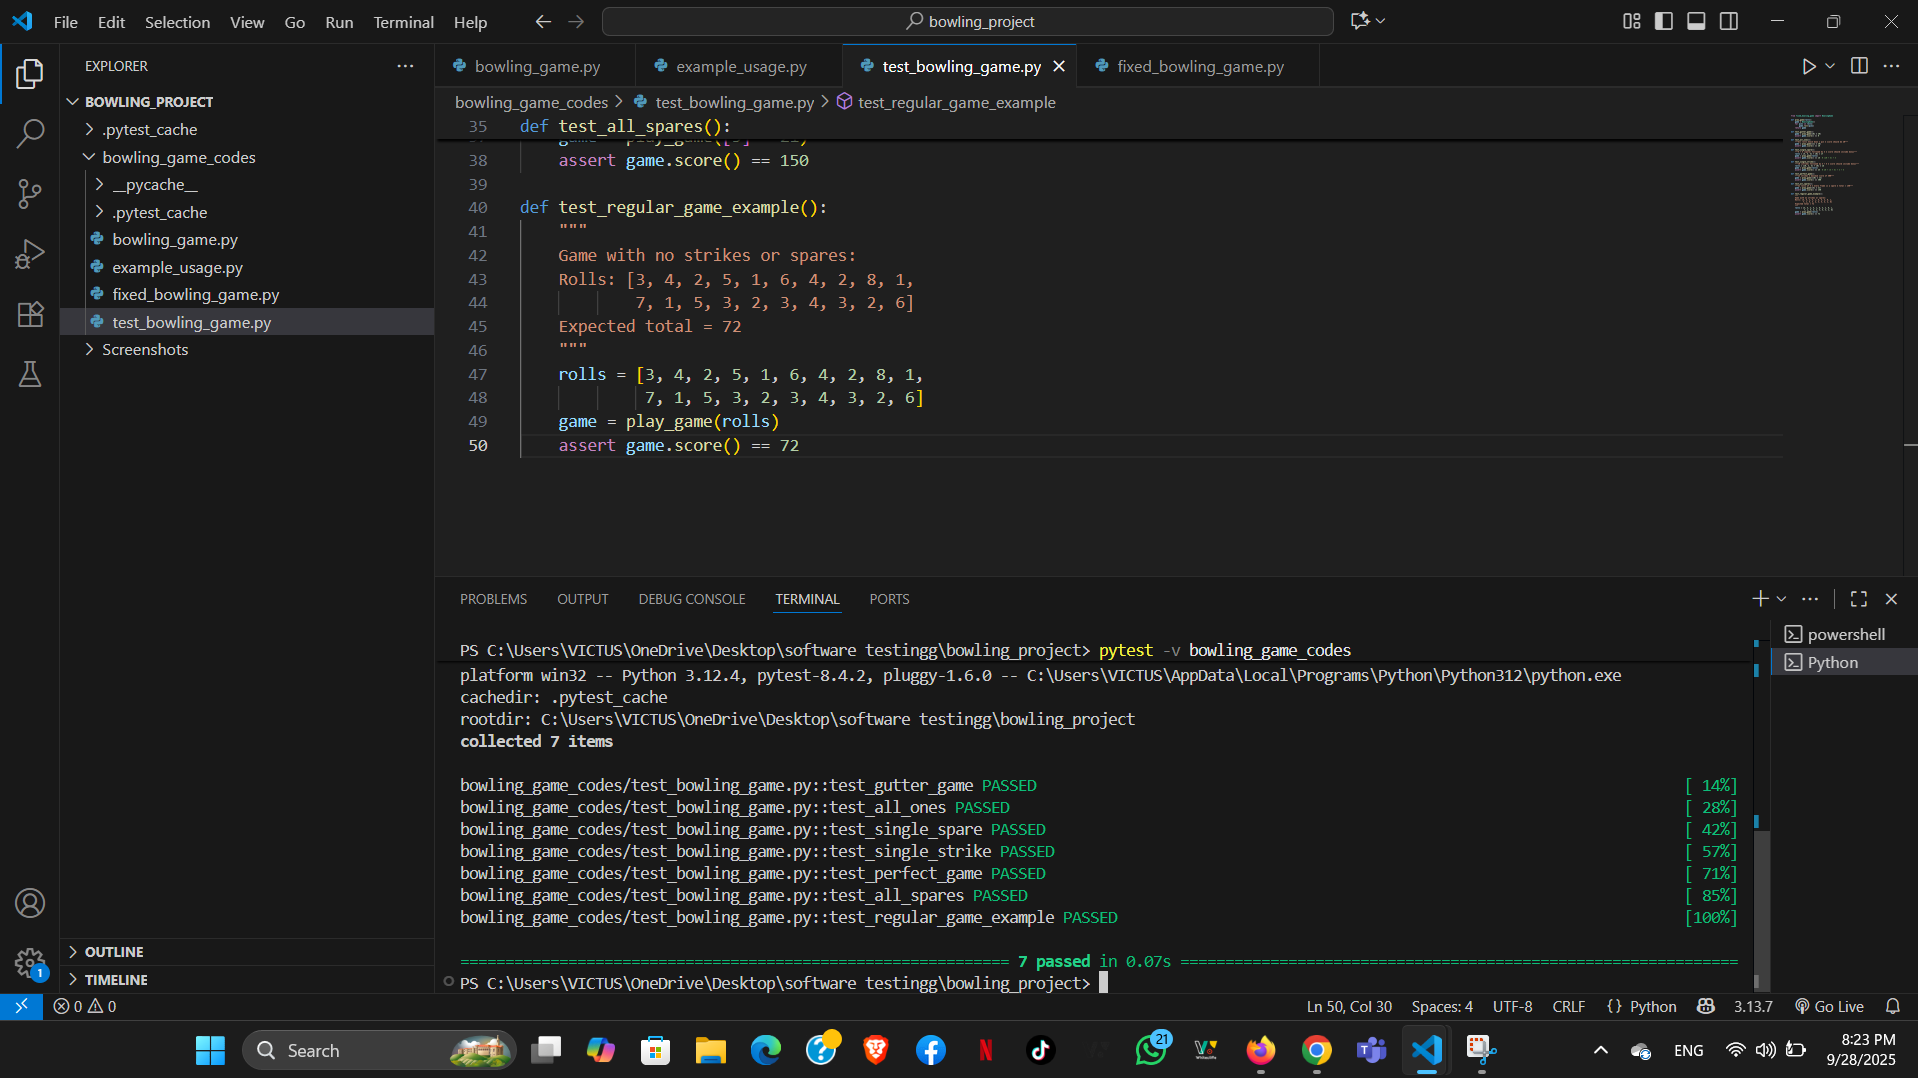 File Edit Selection View Go Run Terminal Help
bowling_project
EXPLORER
BOWLING_PROJECT
.pytest_cache
bowling_game_codes
__pycache__
.pytest_cache
bowling_game.py
example_usage.py
fixed_bowling_game.py
test_bowling_game.py
Screenshots
OUTLINE
TIMELINE
bowling_game.py example_usage.py test_bowling_game.py fixed_bowling_game.py
bowling_game_codes > test_bowling_game.py > test_regular_game_example
35 def test_all_spares():
38 assert game.score() == 150
39
40 def test_regular_game_example():
41 """
42 Game with no strikes or spares:
43 Rolls: [3, 4, 2, 5, 1, 6, 4, 2, 8, 1,
44 7, 1, 5, 3, 2, 3, 4, 3, 2, 6]
45 Expected total = 72
46 """
47 rolls = [3, 4, 2, 5, 1, 6, 4, 2, 8, 1,
48 7, 1, 5, 3, 2, 3, 4, 3, 2, 6]
49 game = play_game(rolls)
50 assert game.score() == 72
PROBLEMS OUTPUT DEBUG CONSOLE TERMINAL PORTS
powershell
Python
PS C:\Users\VICTUS\OneDrive\Desktop\software testingg\bowling_project> pytest -v bowling_game_codes
platform win32 -- Python 3.12.4, pytest-8.4.2, pluggy-1.6.0 -- C:\Users\VICTUS\AppData\Local\Programs\Python\Python312\python.exe
cachedir: .pytest_cache
rootdir: C:\Users\VICTUS\OneDrive\Desktop\software testingg\bowling_project
collected 7 items
bowling_game_codes/test_bowling_game.py::test_gutter_game PASSED [ 14%]
bowling_game_codes/test_bowling_game.py::test_all_ones PASSED [ 28%]
bowling_game_codes/test_bowling_game.py::test_single_spare PASSED [ 42%]
bowling_game_codes/test_bowling_game.py::test_single_strike PASSED [ 57%]
bowling_game_codes/test_bowling_game.py::test_perfect_game PASSED [ 71%]
bowling_game_codes/test_bowling_game.py::test_all_spares PASSED [ 85%]
bowling_game_codes/test_bowling_game.py::test_regular_game_example PASSED [100%]
============================================================= 7 passed in 0.07s ==============================================================
PS C:\Users\VICTUS\OneDrive\Desktop\software testingg\bowling_project>
1
0 0
Ln 50, Col 30 Spaces: 4 UTF-8 CRLF {} Python 3.13.7 Go Live
Search
21
ENG
8:23 PM
9/28/2025